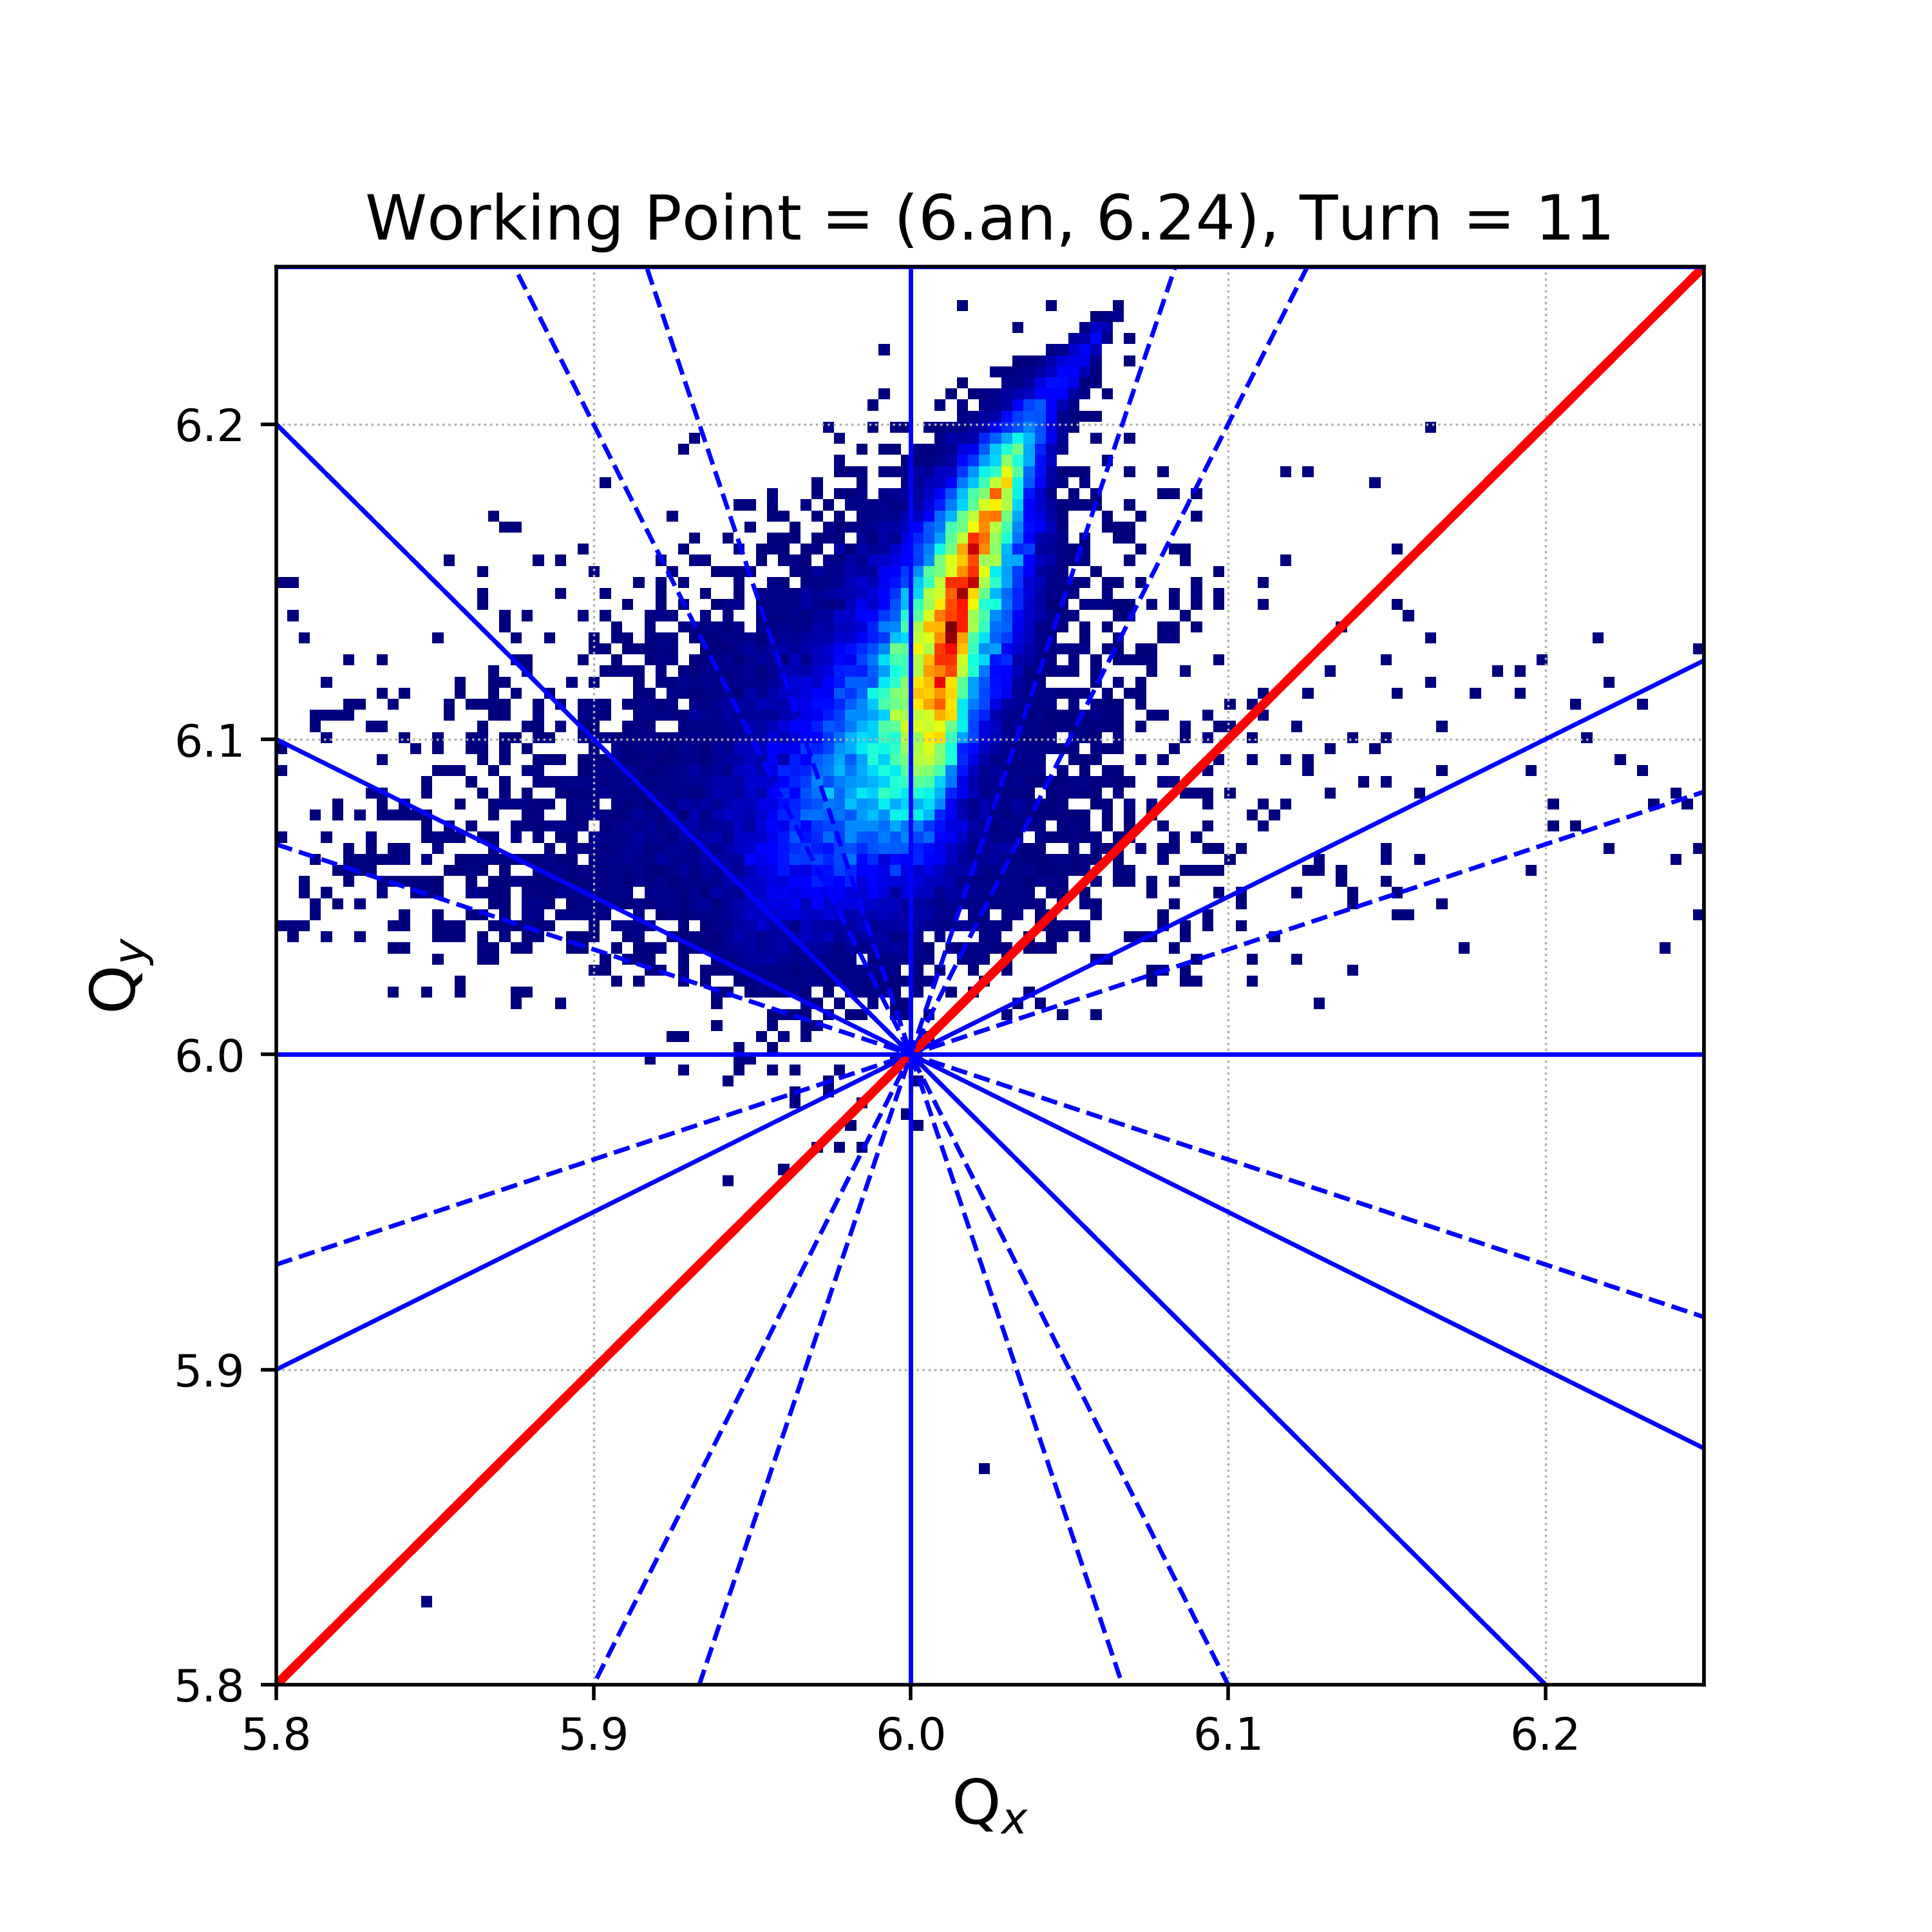 Working Point = (6.an, 6.24), Turn = 11
Qy
6.2
6.1
6.0
5.9
5.8
5.8 5.9 6.0 6.1 6.2
Qx